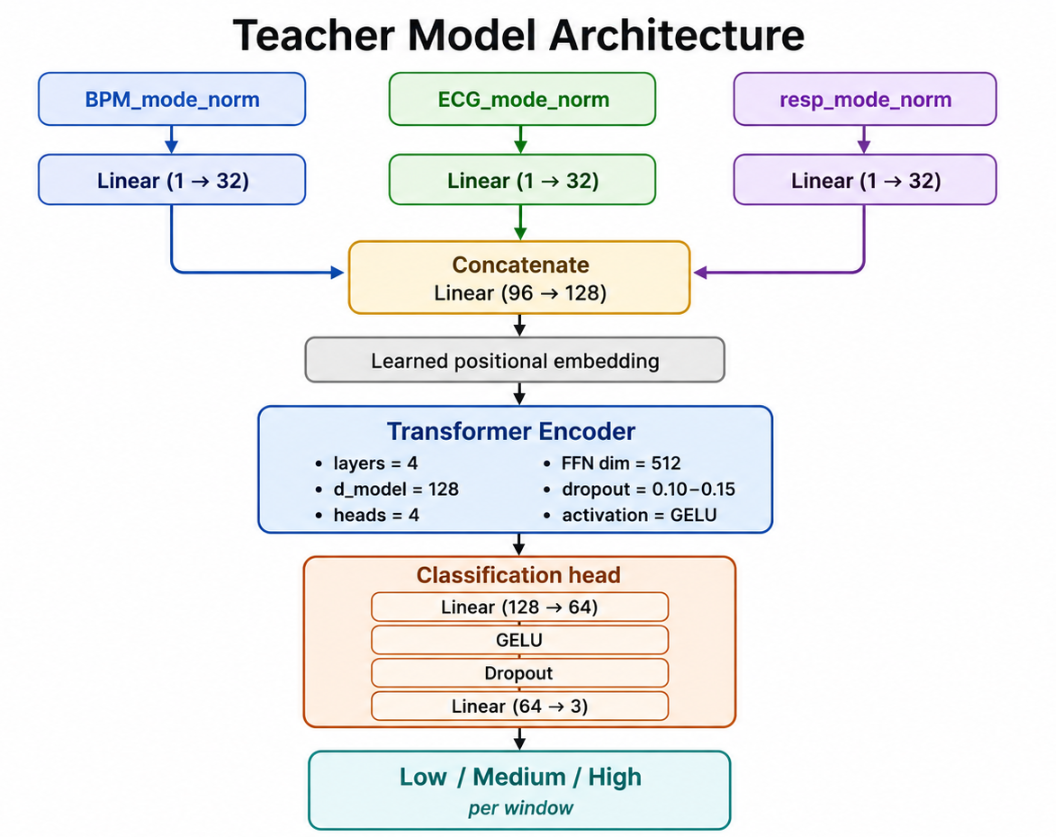 Teacher Model Architecture
BPM_mode_norm
ECG_mode_norm
resp_mode_norm
Linear (1 → 32)
Linear (1 → 32)
Linear (1 → 32)
Concatenate
Linear (96 → 128)
Learned positional embedding
Transformer Encoder
• layers = 4
• d_model = 128
• heads = 4
• FFN dim = 512
• dropout = 0.10–0.15
• activation = GELU
Classification head
Linear (128 → 64)
GELU
Dropout
Linear (64 → 3)
Low / Medium / High
per window